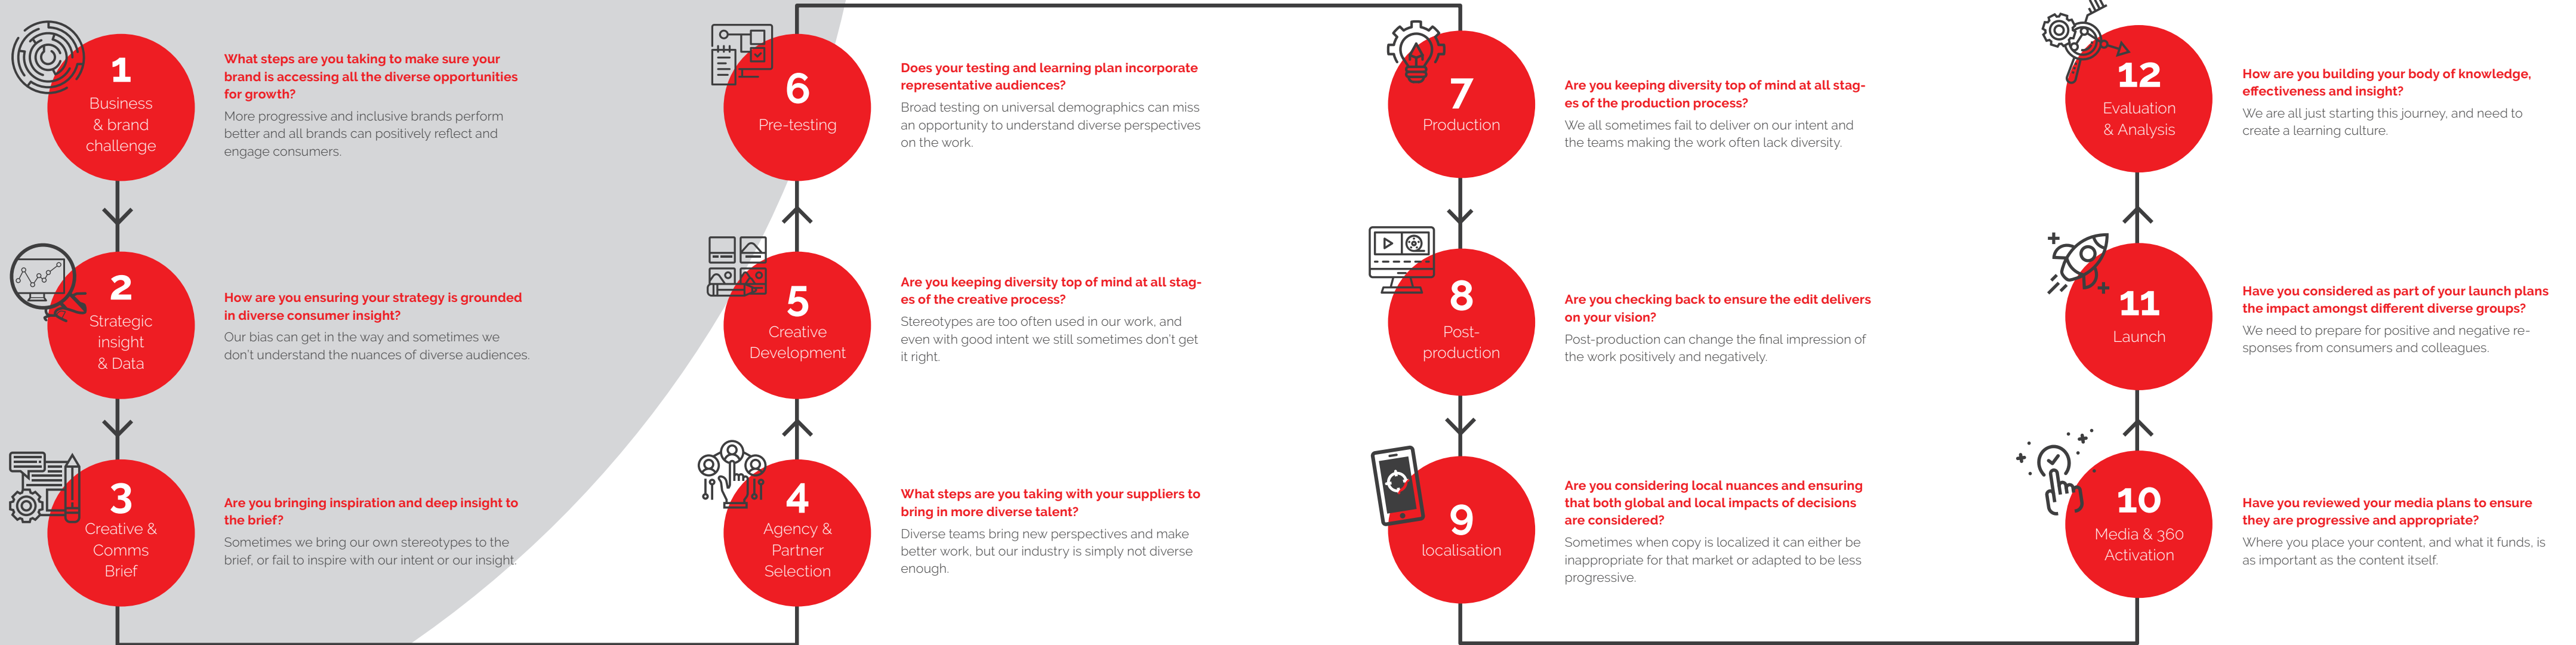 1
Business
& brand
challenge
What steps are you taking to make sure your
brand is accessing all the diverse opportunities
for growth?
More progressive and inclusive brands perform
better and all brands can positively reflect and
engage consumers.
2
Strategic
insight
& Data
How are you ensuring your strategy is grounded
in diverse consumer insight?
Our bias can get in the way and sometimes we
don't understand the nuances of diverse audiences.
3
Creative &
Comms
Brief
Are you bringing inspiration and deep insight to
the brief?
Sometimes we bring our own stereotypes to the
brief, or fail to inspire with our intent or our insight.
4
Agency &
Partner
Selection
What steps are you taking with your suppliers to
bring in more diverse talent?
Diverse teams bring new perspectives and make
better work, but our industry is simply not diverse
enough.
5
Creative
Development
Are you keeping diversity top of mind at all stag-
es of the creative process?
Stereotypes are too often used in our work, and
even with good intent we still sometimes don't get
it right.
6
Pre-testing
Does your testing and learning plan incorporate
representative audiences?
Broad testing on universal demographics can miss
an opportunity to understand diverse perspectives
on the work.
7
Production
Are you keeping diversity top of mind at all stag-
es of the production process?
We all sometimes fail to deliver on our intent and
the teams making the work often lack diversity.
8
Post-
production
Are you checking back to ensure the edit delivers
on your vision?
Post-production can change the final impression of
the work positively and negatively.
9
localisation
Are you considering local nuances and ensuring
that both global and local impacts of decisions
are considered?
Sometimes when copy is localized it can either be
inappropriate for that market or adapted to be less
progressive.
10
Media & 360
Activation
Have you reviewed your media plans to ensure
they are progressive and appropriate?
Where you place your content, and what it funds, is
as important as the content itself.
11
Launch
Have you considered as part of your launch plans
the impact amongst different diverse groups?
We need to prepare for positive and negative re-
sponses from consumers and colleagues.
12
Evaluation
& Analysis
How are you building your body of knowledge,
effectiveness and insight?
We are all just starting this journey, and need to
create a learning culture.